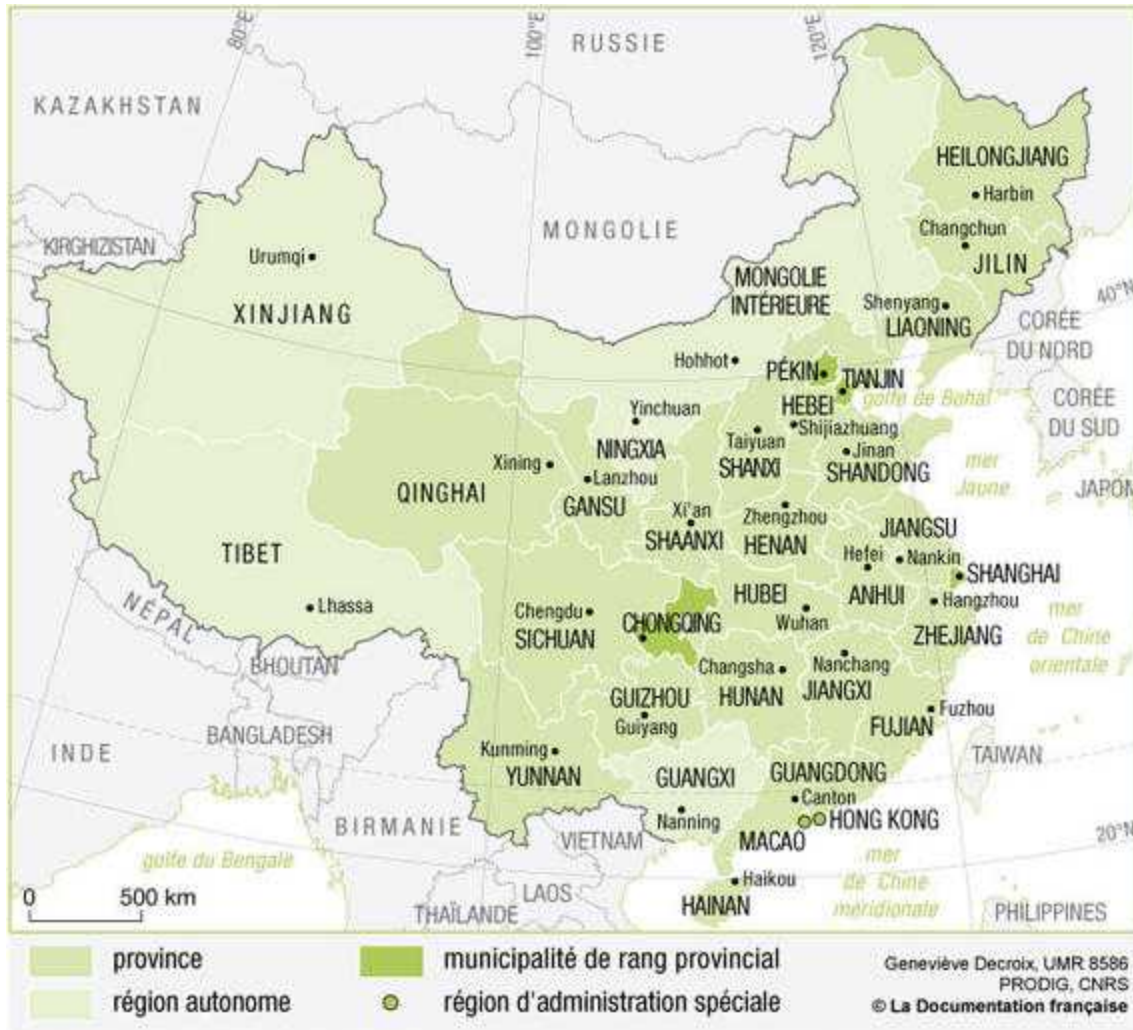 80°E
100°E
120°E
RUSSIE
KAZAKHSTAN
HEILONGJIANG
Harbin
MONGOLIE
Changchun
KIRGHIZISTAN
Urumqi
JILIN
MONGOLIE
INTÉRIEURE
40°N
XINJIANG
Shenyang
LIAONING
CORÉE
DU NORD
Hohhot
PÉKIN
TIANJIN
golfe de Bohai
HEBEI
CORÉE
DU SUD
Yinchuan
Shijiazhuang
Taiyuan
NINGXIA
Jinan
Xining
SHANXI
SHANDONG
mer
Jaune
Lanzhou
QINGHAI
JAPON
GANSU
Xi'an
Zhengzhou
JIANGSU
SHAANXI
HENAN
TIBET
Hefei
Nankin
SHANGHAI
HUBEI
ANHUI
Hangzhou
Lhassa
Chengdu
CHONGQING
Wuhan
mer
de Chine
orientale
NÉPAL
SICHUAN
ZHEJIANG
BHOUTAN
Changsha
Nanchang
GUIZHOU
HUNAN
JIANGXI
Guiyang
Fuzhou
FUJIAN
BANGLADESH
INDE
Kunming
TAIWAN
YUNNAN
GUANGXI
GUANGDONG
Canton
Nanning
HONG KONG
BIRMANIE
VIETNAM
MACAO
20°N
golfe du Bengale
mer
de Chine
méridionale
Haikou
0 500 km
LAOS
HAINAN
THAÏLANDE
PHILIPPINES
province
municipalité de rang provincial
région autonome
région d'administration spéciale
Geneviève Decroix, UMR 8586
PRODIG, CNRS
© La Documentation française